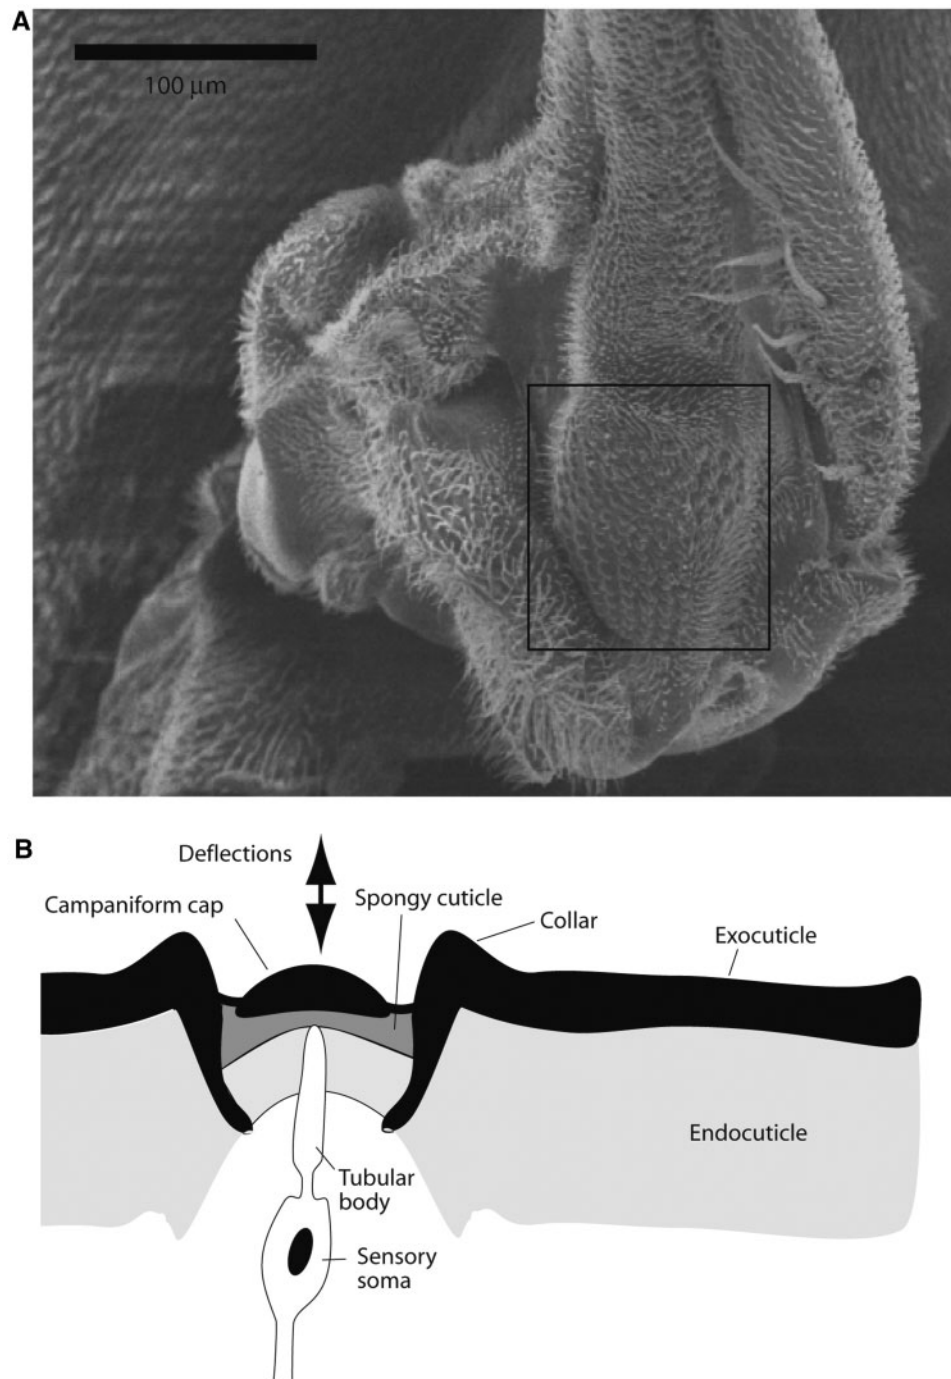 A
100 µm
B
Deflections
Campaniform cap
Spongy cuticle
Collar
Exocuticle
Endocuticle
Tubular
body
Sensory
soma